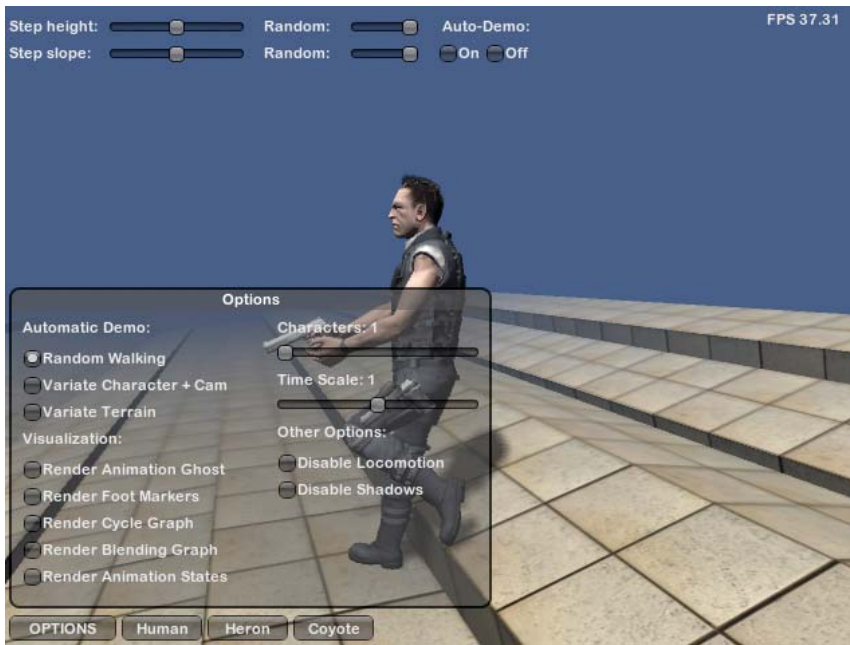 Step height: Random: Auto-Demo: FPS 37.31
Step slope: Random: On Off
Options
Automatic Demo: Characters: 1
Random Walking
Variate Character + Cam Time Scale: 1
Variate Terrain
Visualization: Other Options:
Render Animation Ghost Disable Locomotion
Render Foot Markers Disable Shadows
Render Cycle Graph
Render Blending Graph
Render Animation States
OPTIONS Human Heron Coyote